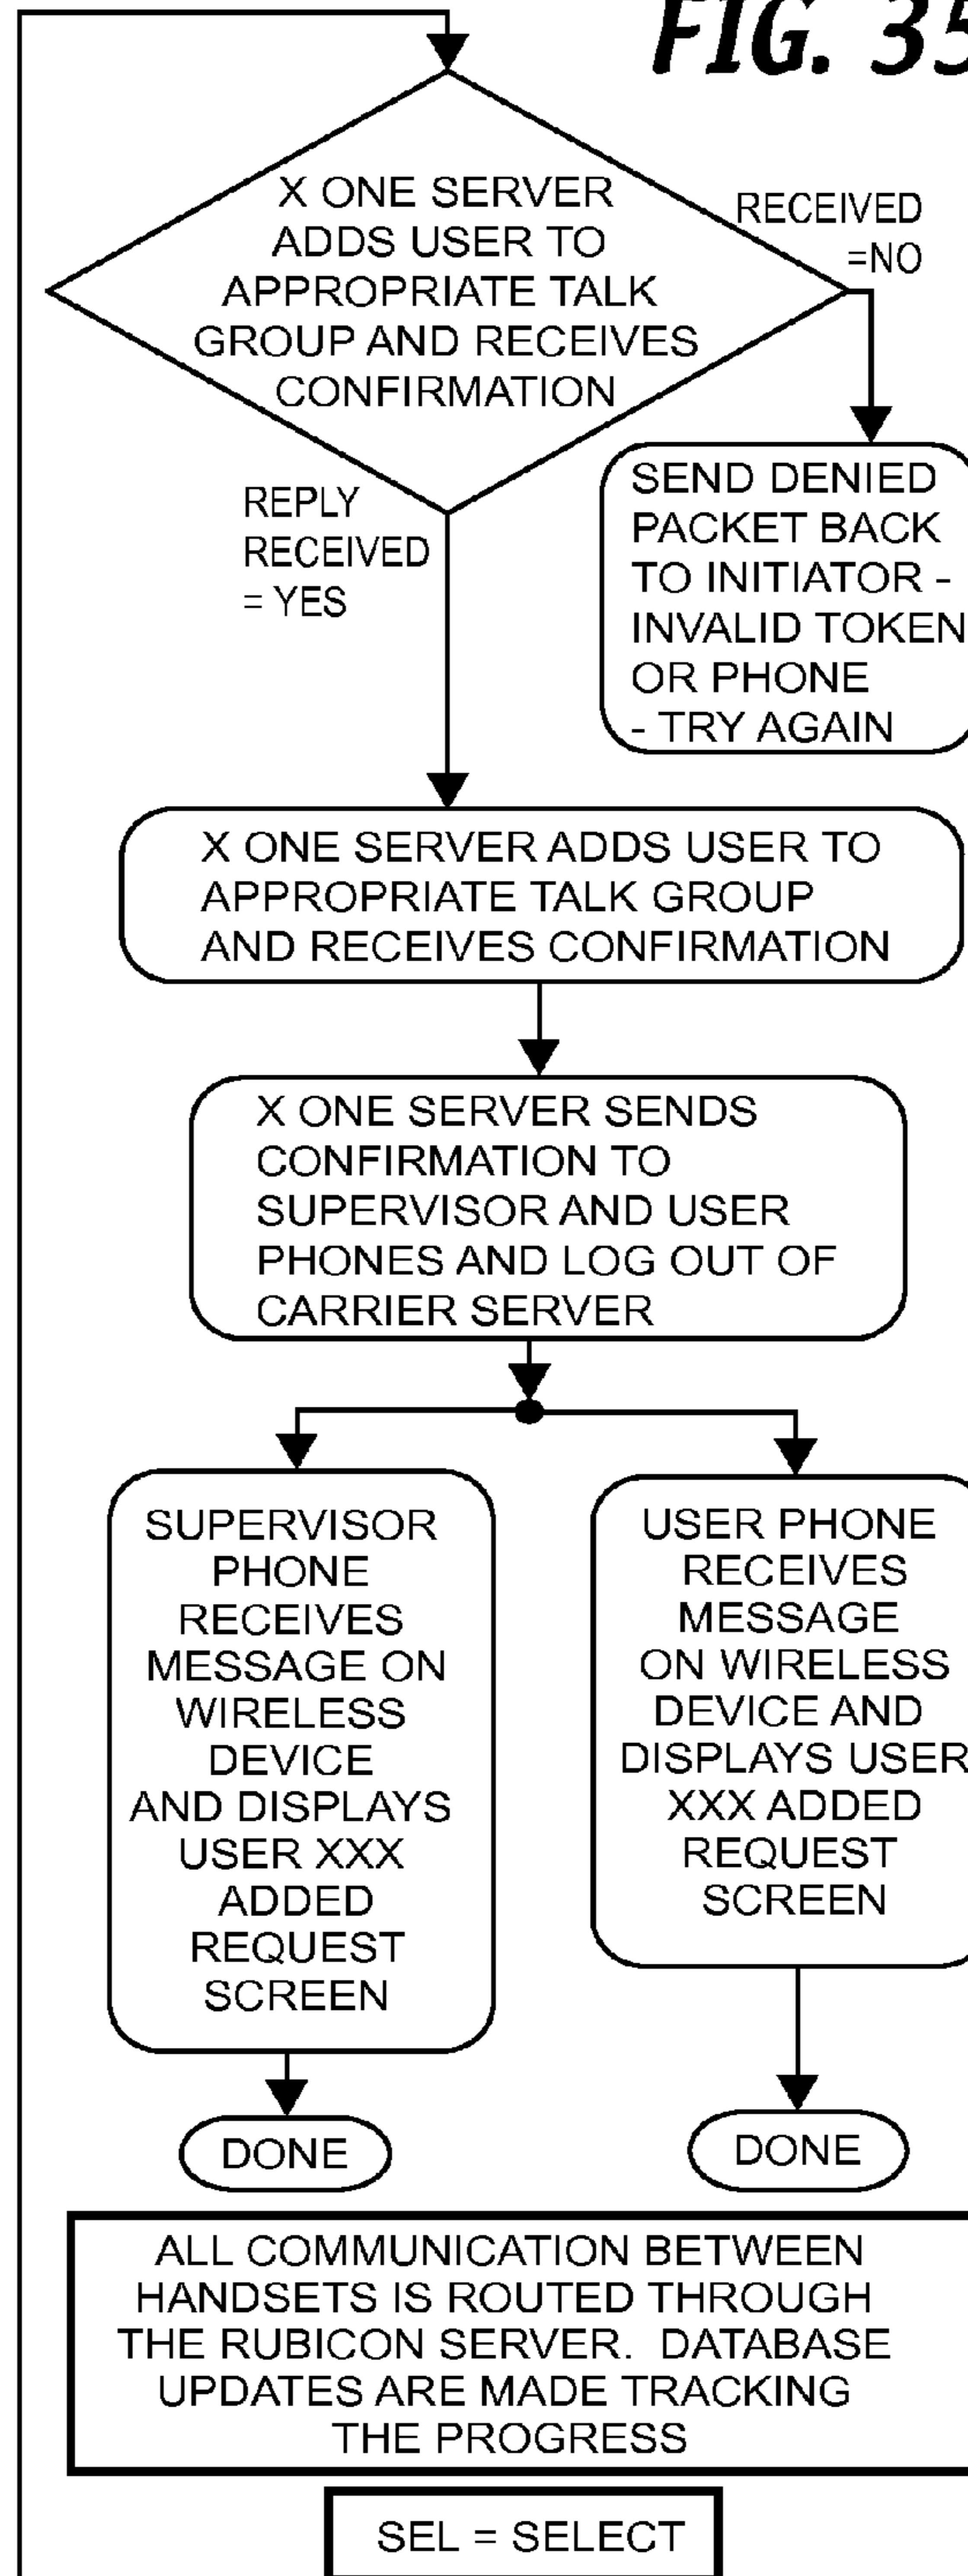 FIG. 35
X ONE SERVER
ADDS USER TO
APPROPRIATE TALK
GROUP AND RECEIVES
CONFIRMATION
RECEIVED
=NO
REPLY
RECEIVED
= YES
SEND DENIED
PACKET BACK
TO INITIATOR -
INVALID TOKEN
OR PHONE
- TRY AGAIN
X ONE SERVER ADDS USER TO
APPROPRIATE TALK GROUP
AND RECEIVES CONFIRMATION
X ONE SERVER SENDS
CONFIRMATION TO
SUPERVISOR AND USER
PHONES AND LOG OUT OF
CARRIER SERVER
SUPERVISOR
PHONE
RECEIVES
MESSAGE ON
WIRELESS
DEVICE
AND DISPLAYS
USER XXX
ADDED
REQUEST
SCREEN
USER PHONE
RECEIVES
MESSAGE
ON WIRELESS
DEVICE AND
DISPLAYS USER
XXX ADDED
REQUEST
SCREEN
DONE
DONE
ALL COMMUNICATION BETWEEN
HANDSETS IS ROUTED THROUGH
THE RUBICON SERVER. DATABASE
UPDATES ARE MADE TRACKING
THE PROGRESS
SEL = SELECT